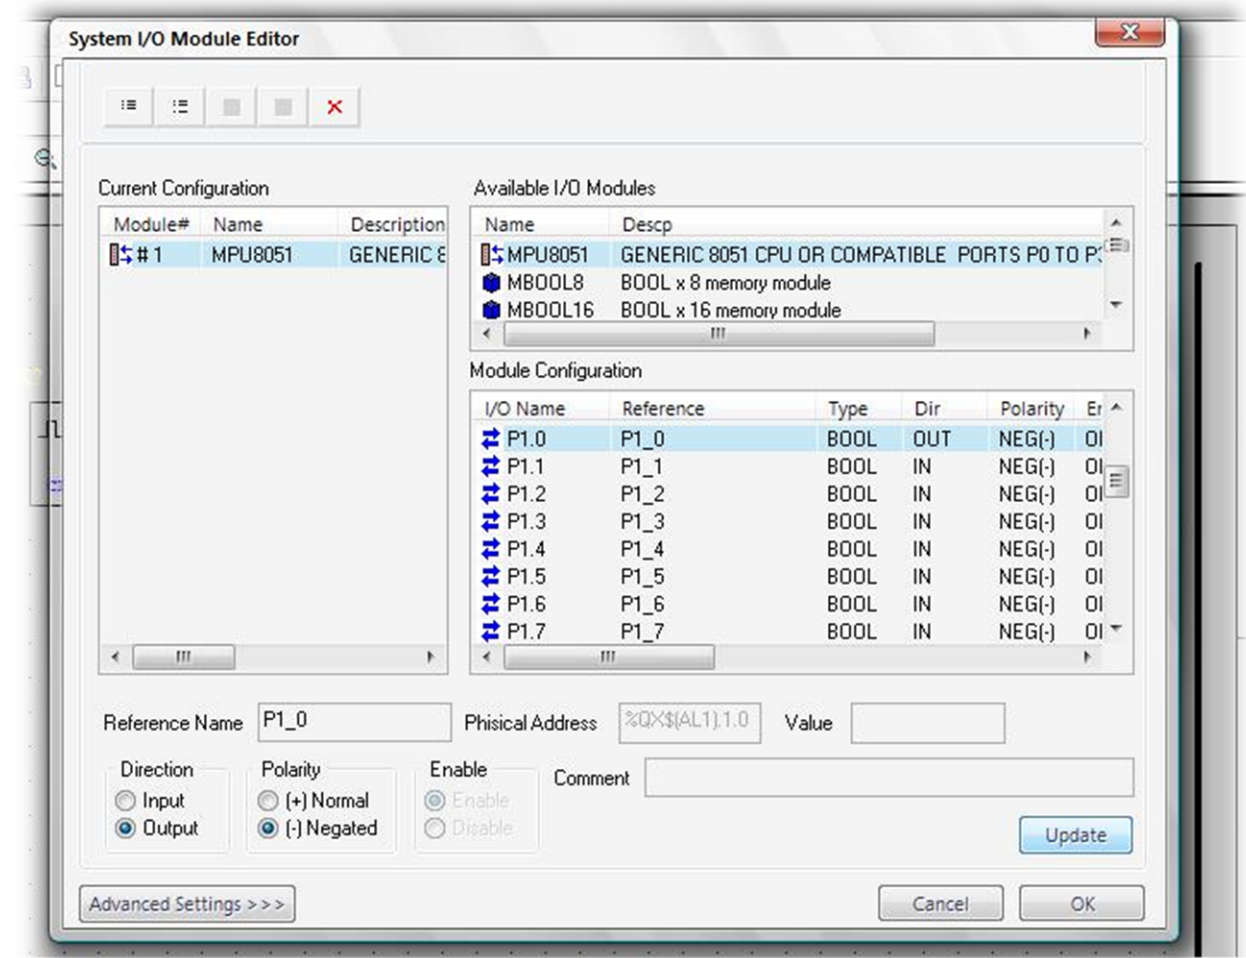 System I/O Module Editor
Current Configuration
Module# Name Description
#1 MPU8051 GENERIC 8
Available I/O Modules
Name Descp
MPU8051 GENERIC 8051 CPU OR COMPATIBLE PORTS P0 TO P3
MBOOL8 BOOL x 8 memory module
MBOOL16 BOOL x 16 memory module
Module Configuration
I/O Name Reference Type Dir Polarity
P1.0 P1_0 BOOL OUT NEG(-)
P1.1 P1_1 BOOL IN NEG(-)
P1.2 P1_2 BOOL IN NEG(-)
P1.3 P1_3 BOOL IN NEG(-)
P1.4 P1_4 BOOL IN NEG(-)
P1.5 P1_5 BOOL IN NEG(-)
P1.6 P1_6 BOOL IN NEG(-)
P1.7 P1_7 BOOL IN NEG(-)
Reference Name P1_0 Phisical Address %QX$(AL1).1.0 Value
Direction Polarity Enable Comment
Input (+) Normal Enable
Output (-) Negated Disable
Update
Advanced Settings >>> Cancel OK